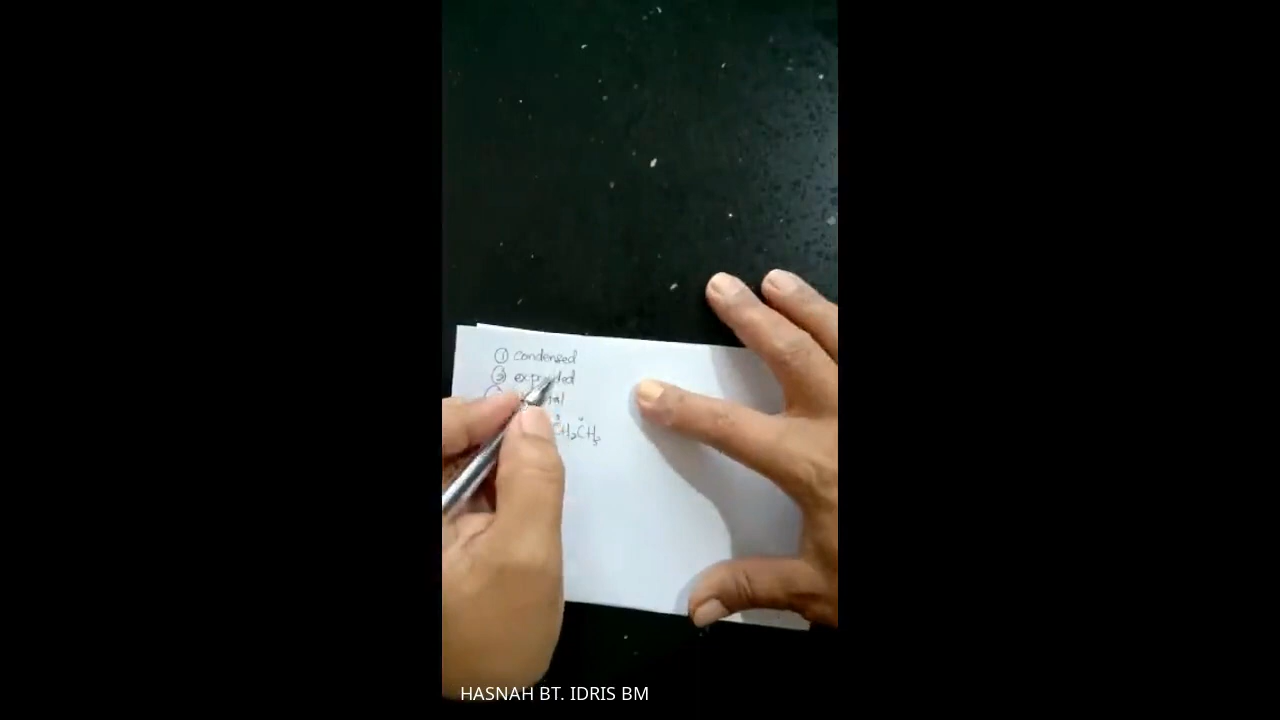 ① condensed
② expanded
CH₂CH₃
HASNAH BT. IDRIS BM